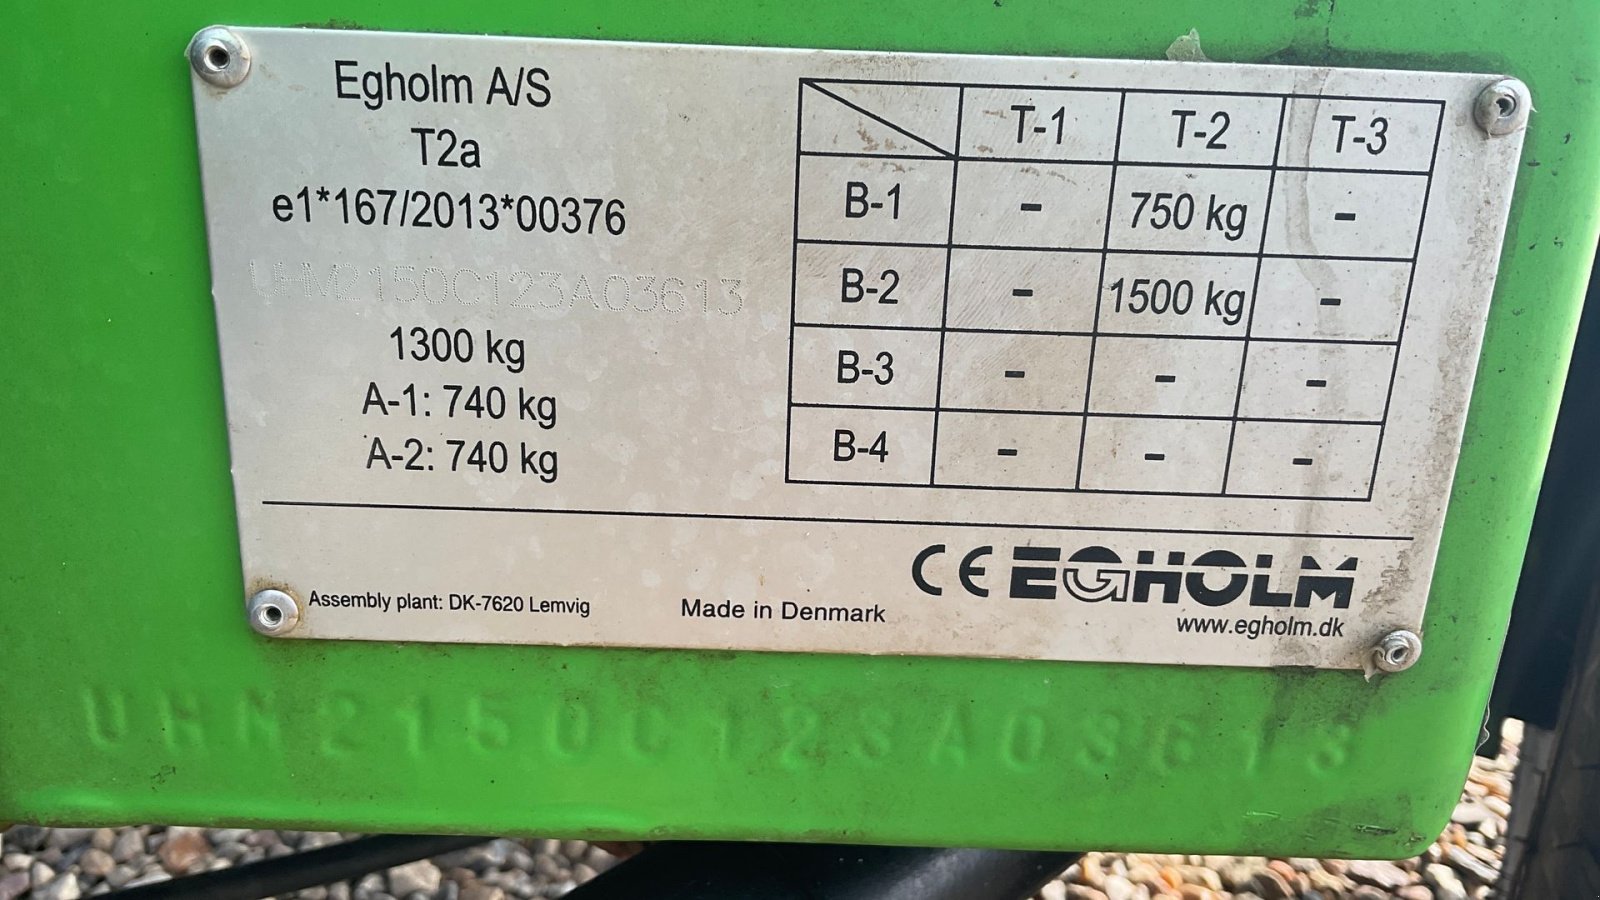 Egholm A/S
T2a
e1*167/2013*00376
UHM2150C123A03613
1300 kg
A-1: 740 kg
A-2: 740 kg
T-1 T-2 T-3
B-1 - 750 kg -
B-2 - 1500 kg -
B-3 - - -
B-4 - - -
CE EGHOLM
www.egholm.dk
Assembly plant: DK-7620 Lemvig
Made in Denmark
UHM2150C123A03613